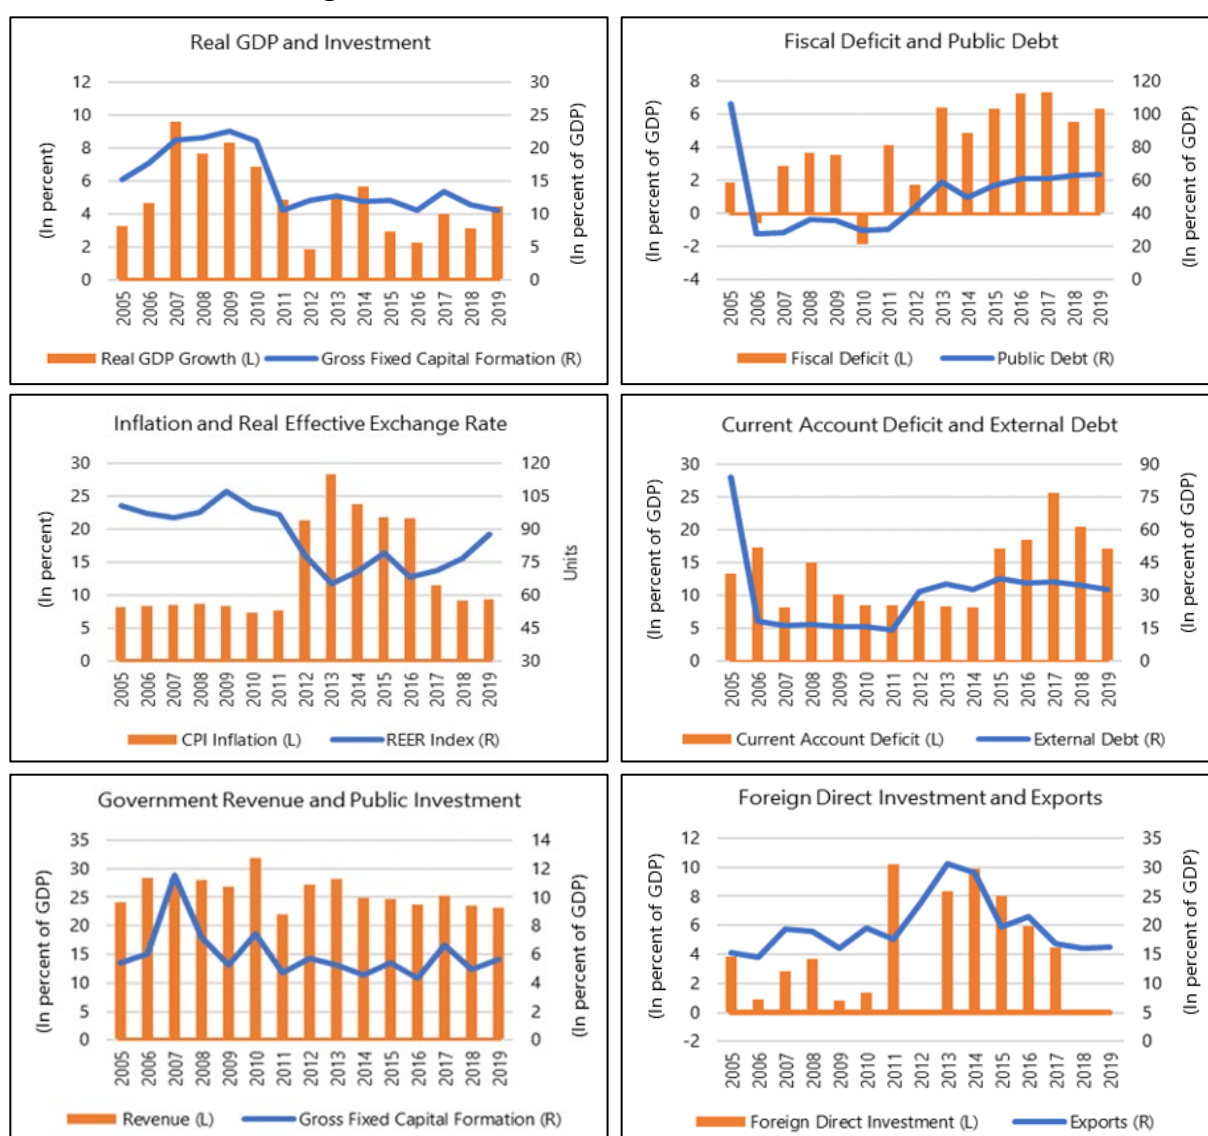 Real GDP and Investment
(In percent)
12
10
8
6
4
2
0
30
25
20
15
10
5
0
(In percent of GDP)
2005 2006 2007 2008 2009 2010 2011 2012 2013 2014 2015 2016 2017 2018 2019
Real GDP Growth (L) Gross Fixed Capital Formation (R)
Fiscal Deficit and Public Debt
(In percent of GDP)
8
6
4
2
0
-2
-4
120
100
80
60
40
20
0
(In percent of GDP)
2005 2006 2007 2008 2009 2010 2011 2012 2013 2014 2015 2016 2017 2018 2019
Fiscal Deficit (L) Public Debt (R)
Inflation and Real Effective Exchange Rate
(In percent)
30
25
20
15
10
5
0
120
105
90
75
60
45
30
Units
2005 2006 2007 2008 2009 2010 2011 2012 2013 2014 2015 2016 2017 2018 2019
CPI Inflation (L) REER Index (R)
Current Account Deficit and External Debt
(In percent of GDP)
30
25
20
15
10
5
0
90
75
60
45
30
15
0
(In percent of GDP)
2005 2006 2007 2008 2009 2010 2011 2012 2013 2014 2015 2016 2017 2018 2019
Current Account Deficit (L) External Debt (R)
Government Revenue and Public Investment
(In percent of GDP)
35
30
25
20
15
10
5
0
14
12
10
8
6
4
2
0
(In percent of GDP)
2005 2006 2007 2008 2009 2010 2011 2012 2013 2014 2015 2016 2017 2018 2019
Revenue (L) Gross Fixed Capital Formation (R)
Foreign Direct Investment and Exports
(In percent of GDP)
12
10
8
6
4
2
0
-2
35
30
25
20
15
10
5
0
(In percent of GDP)
2005 2006 2007 2008 2009 2010 2011 2012 2013 2014 2015 2016 2017 2018 2019
Foreign Direct Investment (L) Exports (R)